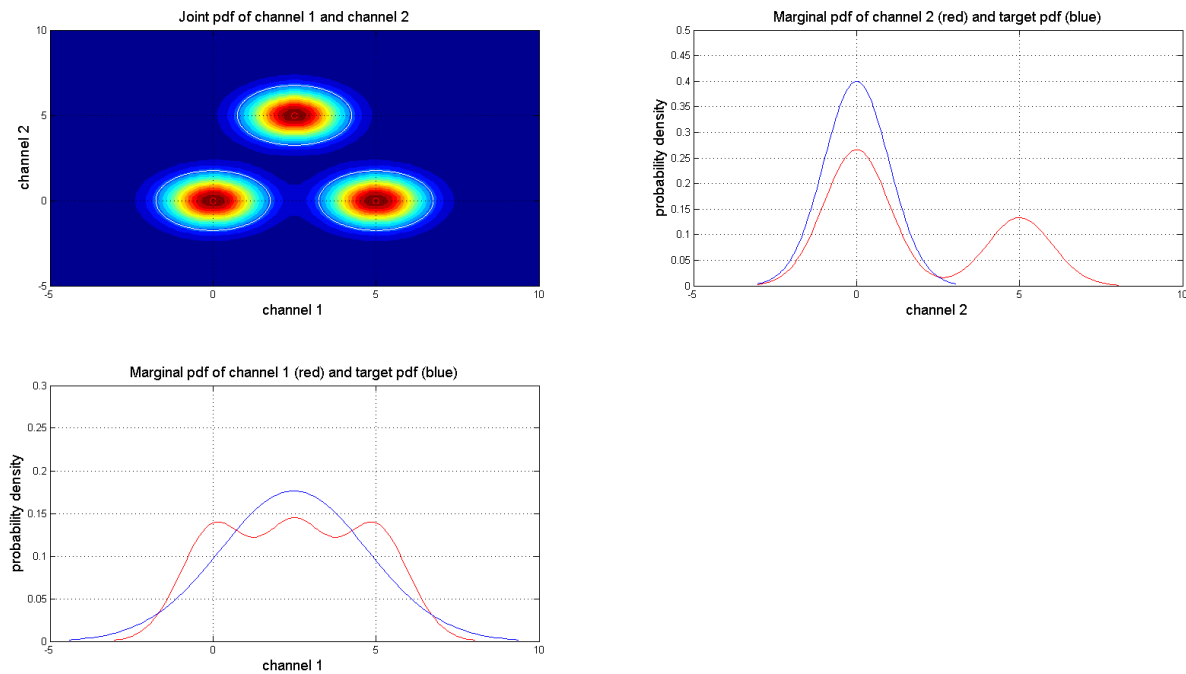 Joint pdf of channel 1 and channel 2
10
5
0
-5
channel 2
-5 0 5 10
channel 1
Marginal pdf of channel 2 (red) and target pdf (blue)
0.5
0.45
0.4
0.35
0.3
0.25
0.2
0.15
0.1
0.05
0
probability density
-5 0 5 10
channel 2
Marginal pdf of channel 1 (red) and target pdf (blue)
0.3
0.25
0.2
0.15
0.1
0.05
0
probability density
-5 0 5 10
channel 1